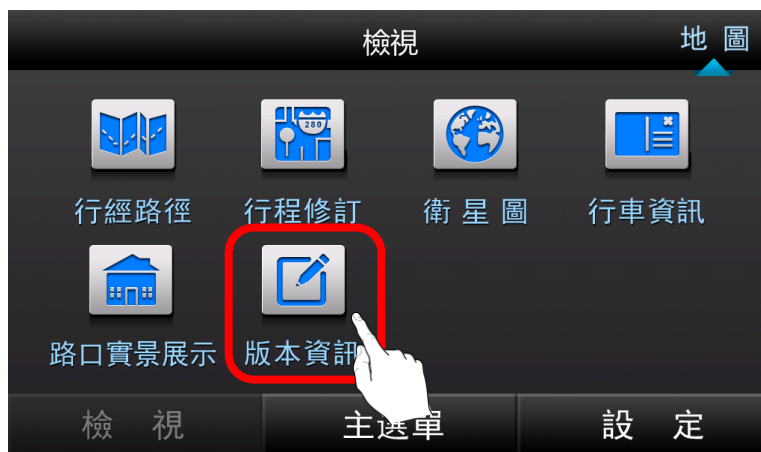 檢視
地 圖
280
行經路徑 行程修訂 衛 星 圖 行車資訊
路口實景展示 版本資訊
檢 視 主選單 設 定